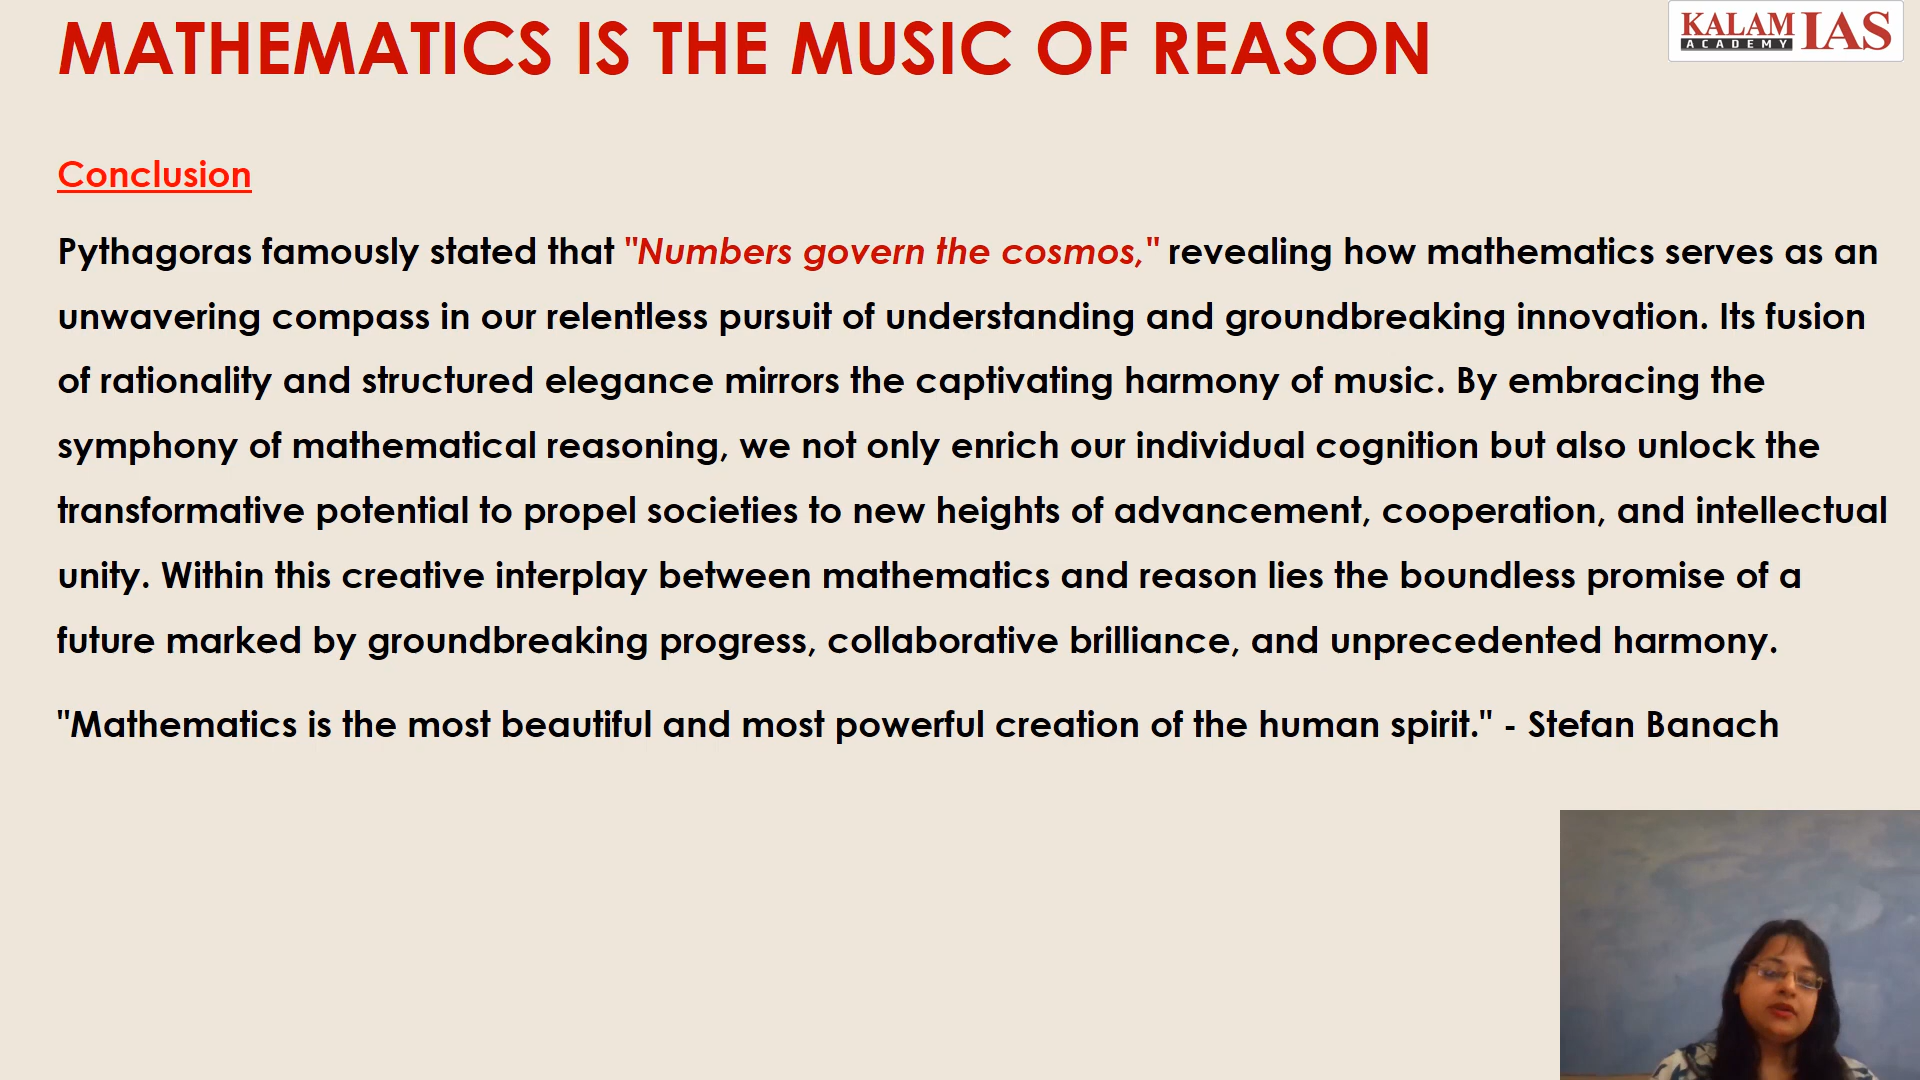 MATHEMATICS IS THE MUSIC OF REASON
KALAM ACADEMY IAS
Conclusion
Pythagoras famously stated that "Numbers govern the cosmos," revealing how mathematics serves as an
unwavering compass in our relentless pursuit of understanding and groundbreaking innovation. Its fusion
of rationality and structured elegance mirrors the captivating harmony of music. By embracing the
symphony of mathematical reasoning, we not only enrich our individual cognition but also unlock the
transformative potential to propel societies to new heights of advancement, cooperation, and intellectual
unity. Within this creative interplay between mathematics and reason lies the boundless promise of a
future marked by groundbreaking progress, collaborative brilliance, and unprecedented harmony.
"Mathematics is the most beautiful and most powerful creation of the human spirit." - Stefan Banach